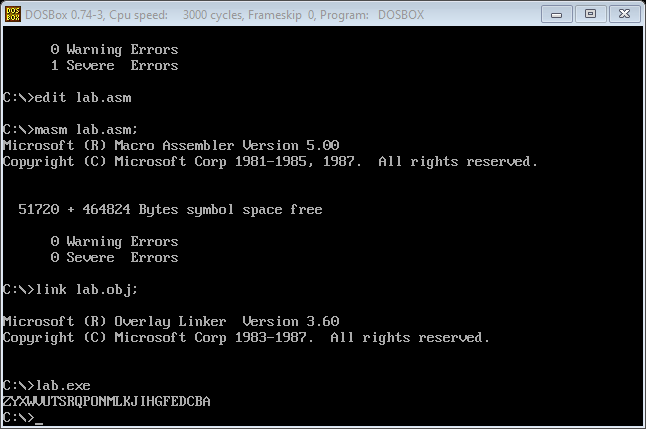 DOS
BOX
DOSBox 0.74-3, Cpu speed: 3000 cycles, Frameskip 0, Program: DOSBOX
0 Warning Errors
1 Severe Errors
C:\>edit lab.asm
C:\>masm lab.asm;
Microsoft (R) Macro Assembler Version 5.00
Copyright (C) Microsoft Corp 1981-1985, 1987. All rights reserved.
51720 + 464824 Bytes symbol space free
0 Warning Errors
0 Severe Errors
C:\>link lab.obj;
Microsoft (R) Overlay Linker Version 3.60
Copyright (C) Microsoft Corp 1983-1987. All rights reserved.
C:\>lab.exe
ZYXWVUTSRQPONMLKJIHGFEDCBA
C:\>_